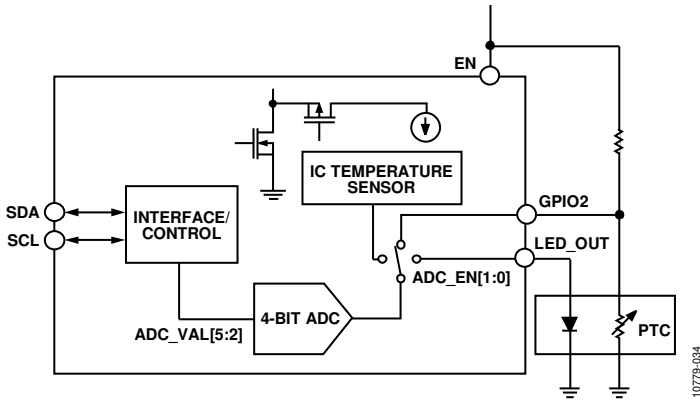 EN
IC TEMPERATURE
SENSOR
SDA
SCL
INTERFACE/
CONTROL
GPIO2
LED_OUT
ADC_EN[1:0]
4-BIT ADC
ADC_VAL[5:2]
PTC
10779-034